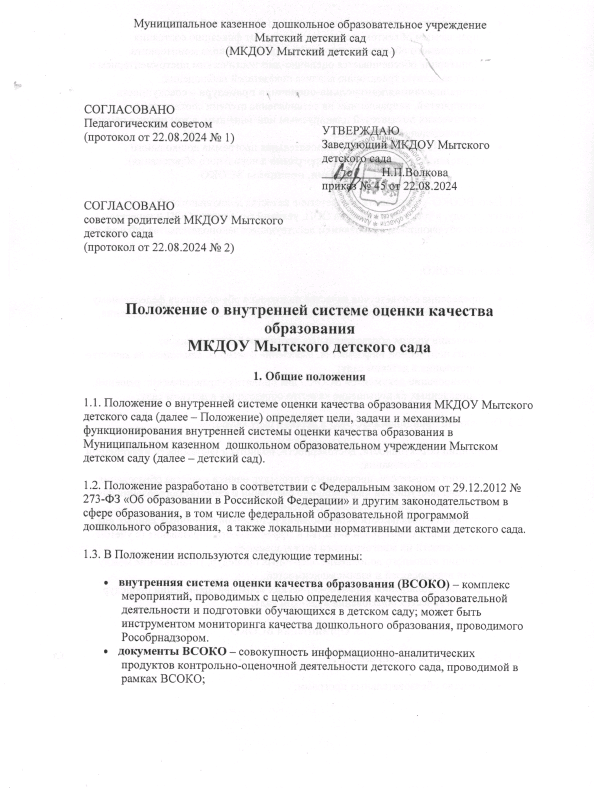 Муниципальное казенное  дошкольное образовательное учреждение
Мытский детский сад
(МКДОУ Мытский детский сад )
СОГЛАСОВАНО
Педагогическим советом
(протокол от 22.08.2024 № 1)
УТВЕРЖДАЮ
Заведующий МКДОУ Мытского
детского сада
Н.П.Волкова
приказ № 45 от 22.08.2024
СОГЛАСОВАНО
советом родителей МКДОУ Мытского
детского сада
(протокол от 22.08.2024 № 2)
Положение о внутренней системе оценки качества
образования
МКДОУ Мытского детского сада
1. Общие положения
1.1. Положение о внутренней системе оценки качества образования МКДОУ Мытского
детского сада (далее – Положение) определяет цели, задачи и механизмы
функционирования внутренней системы оценки качества образования в
Муниципальном казенном  дошкольном образовательном учреждении Мытском
детском саду (далее – детский сад).
1.2. Положение разработано в соответствии с Федеральным законом от 29.12.2012 №
273-ФЗ «Об образовании в Российской Федерации» и другим законодательством в
сфере образования, в том числе федеральной образовательной программой
дошкольного образования,  а также локальными нормативными актами детского сада.
1.3. В Положении используются следующие термины:
• внутренняя система оценки качества образования (ВСОКО) – комплекс
мероприятий, проводимых с целью определения качества образовательной
деятельности и подготовки обучающихся в детском саду; может быть
инструментом мониторинга качества дошкольного образования, проводимого
Рособрнадзором.
• документы ВСОКО – совокупность информационно-аналитических
продуктов контрольно-оценочной деятельности детского сада, проводимой в
рамках ВСОКО;